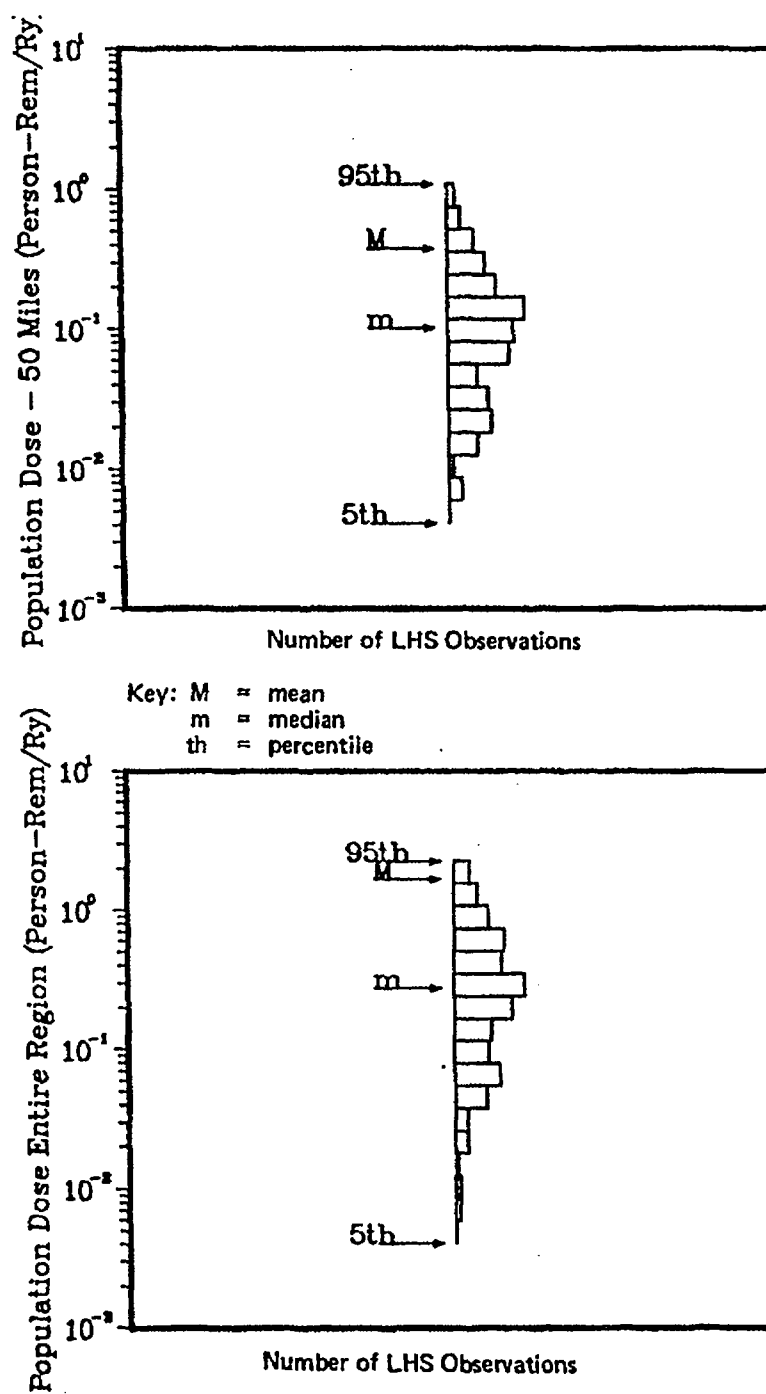 Population Dose – 50 Miles (Person-Rem/Ry.
10¹
10⁰
10⁻¹
10⁻²
10⁻³
95th
M
m
5th
Number of LHS Observations
Key: M = mean
m = median
th = percentile
Population Dose Entire Region (Person-Rem/Ry)
10¹
10⁰
10⁻¹
10⁻²
10⁻³
95th
M
m
5th
Number of LHS Observations